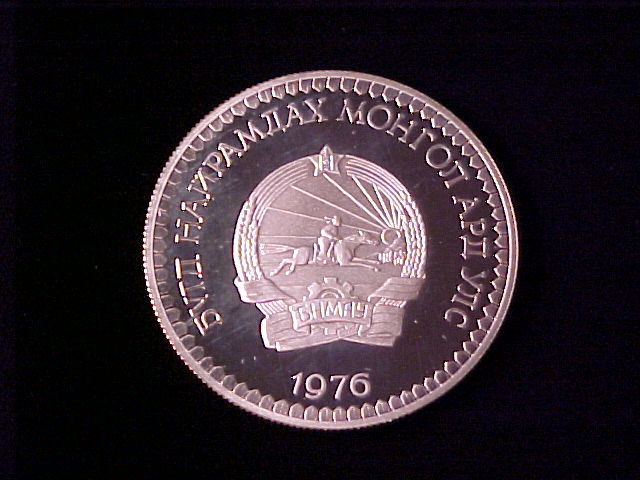 БҮГД НАЙРАМДАХ МОНГОЛ АРД УЛС
БНМАУ
1976